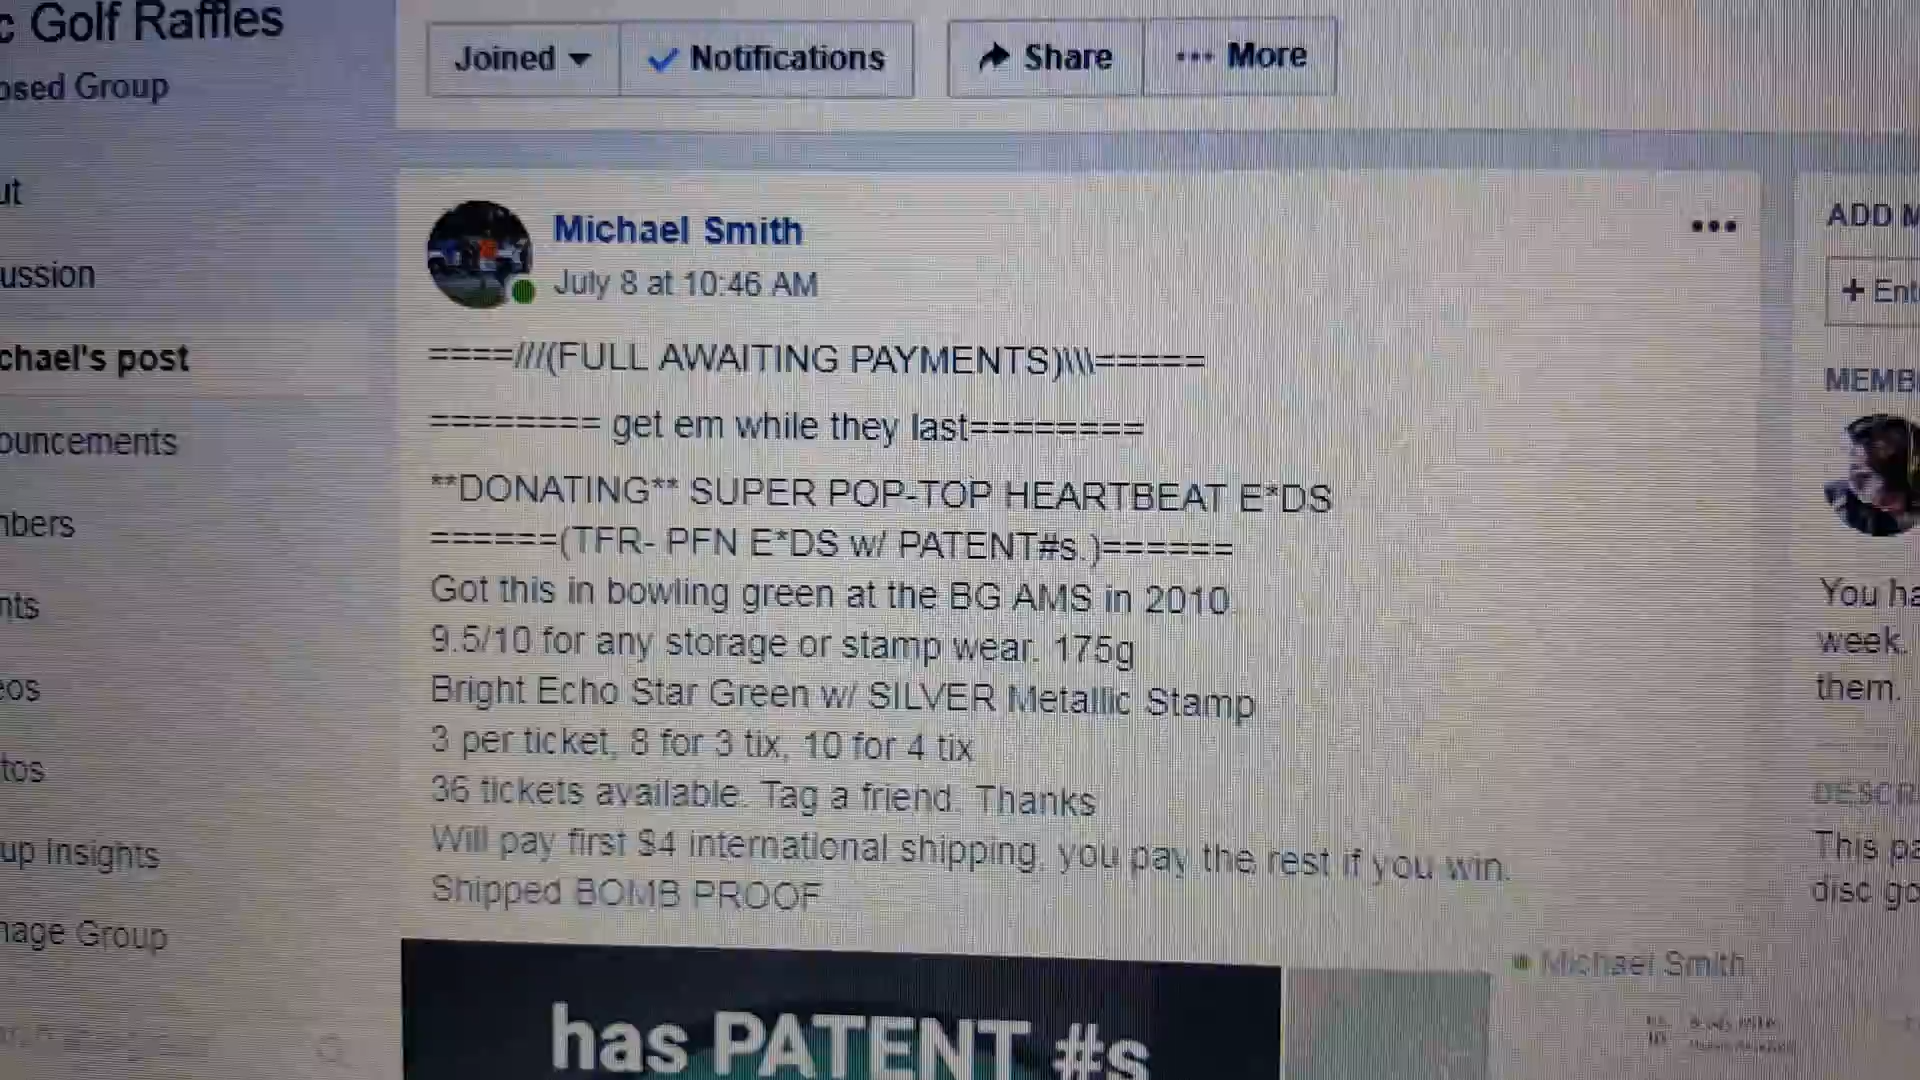 c Golf Raffles
osed Group
Joined
Notifications
Share
More
ut
ussion
chael's post
ouncements
nbers
nts
eos
tos
up Insights
nage Group
Michael Smith
July 8 at 10:46 AM
====///(FULL AWAITING PAYMENTS)\\\=====
======== get em while they last========
**DONATING** SUPER POP-TOP HEARTBEAT E*DS
======(TFR- PFN E*DS w/ PATENT#s.)======
Got this in bowling green at the BG AMS in 2010.
9.5/10 for any storage or stamp wear. 175g
Bright Echo Star Green w/ SILVER Metallic Stamp
3 per ticket, 8 for 3 tix, 10 for 4 tix
36 tickets available. Tag a friend. Thanks
Will pay first $4 international shipping, you pay the rest if you win.
Shipped BOMB PROOF
has PATENT #s
ADD M
+ Ente
MEMB
You ha
week.
them.
DESCR
This pa
disc go
Michael Smith